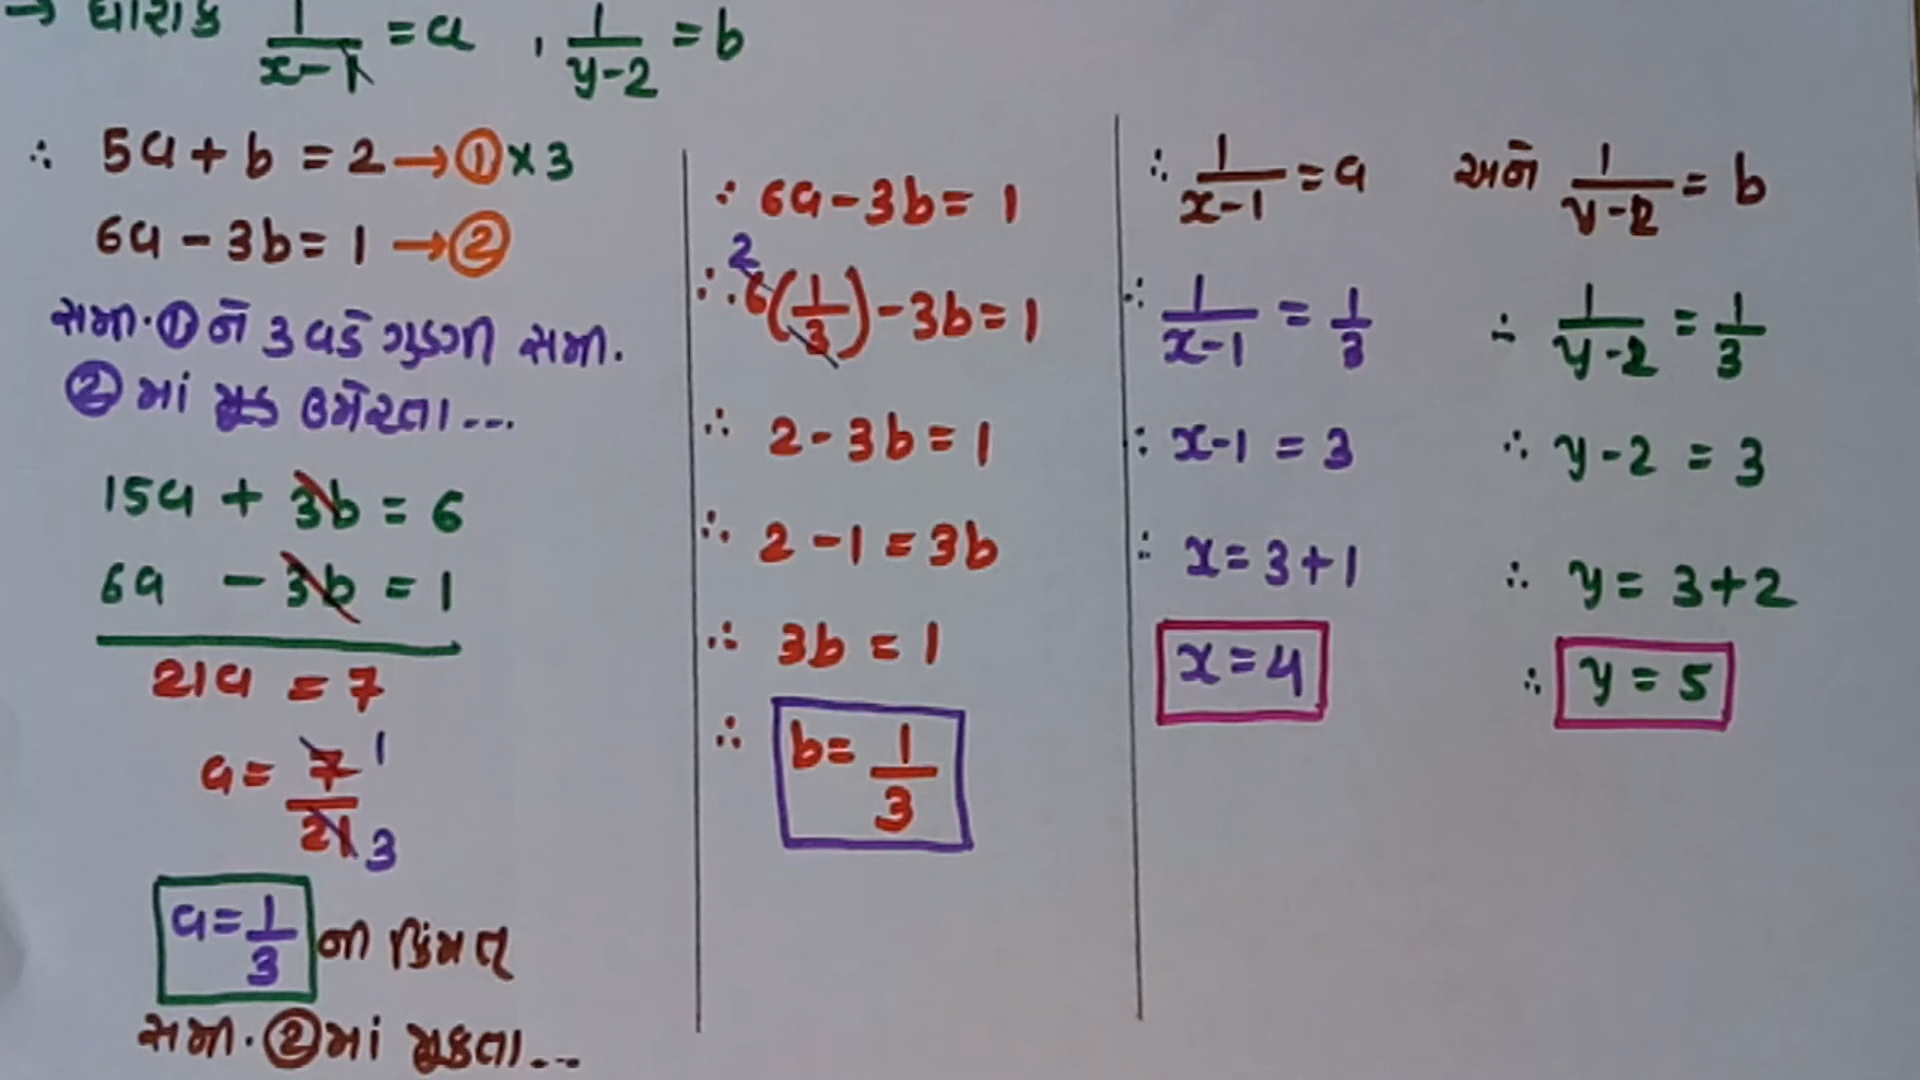 → ધારોકે 1/(x-1) = a , 1/(y-2) = b
∴ 5a + b = 2 → ① × 3
6a - 3b = 1 → ②
સમી. ① ને 3 વડે ગુણી સમી.
② માં ઉમેરતા...
15a + 3b = 6
6a - 3b = 1
21a = 7
a = 7/21 1 3
a = 1/3 ની કિંમત
સમી. ② માં મૂકતા...
∴ 6a - 3b = 1
∴ 6(1/3) - 3b = 1 2
∴ 2 - 3b = 1
∴ 2 - 1 = 3b
∴ 3b = 1
∴ b = 1/3
∴ 1/(x-1) = a
∴ 1/(x-1) = 1/3
∴ x-1 = 3
∴ x = 3+1
x = 4
અને 1/(y-2) = b
∴ 1/(y-2) = 1/3
∴ y-2 = 3
∴ y = 3+2
∴ y = 5